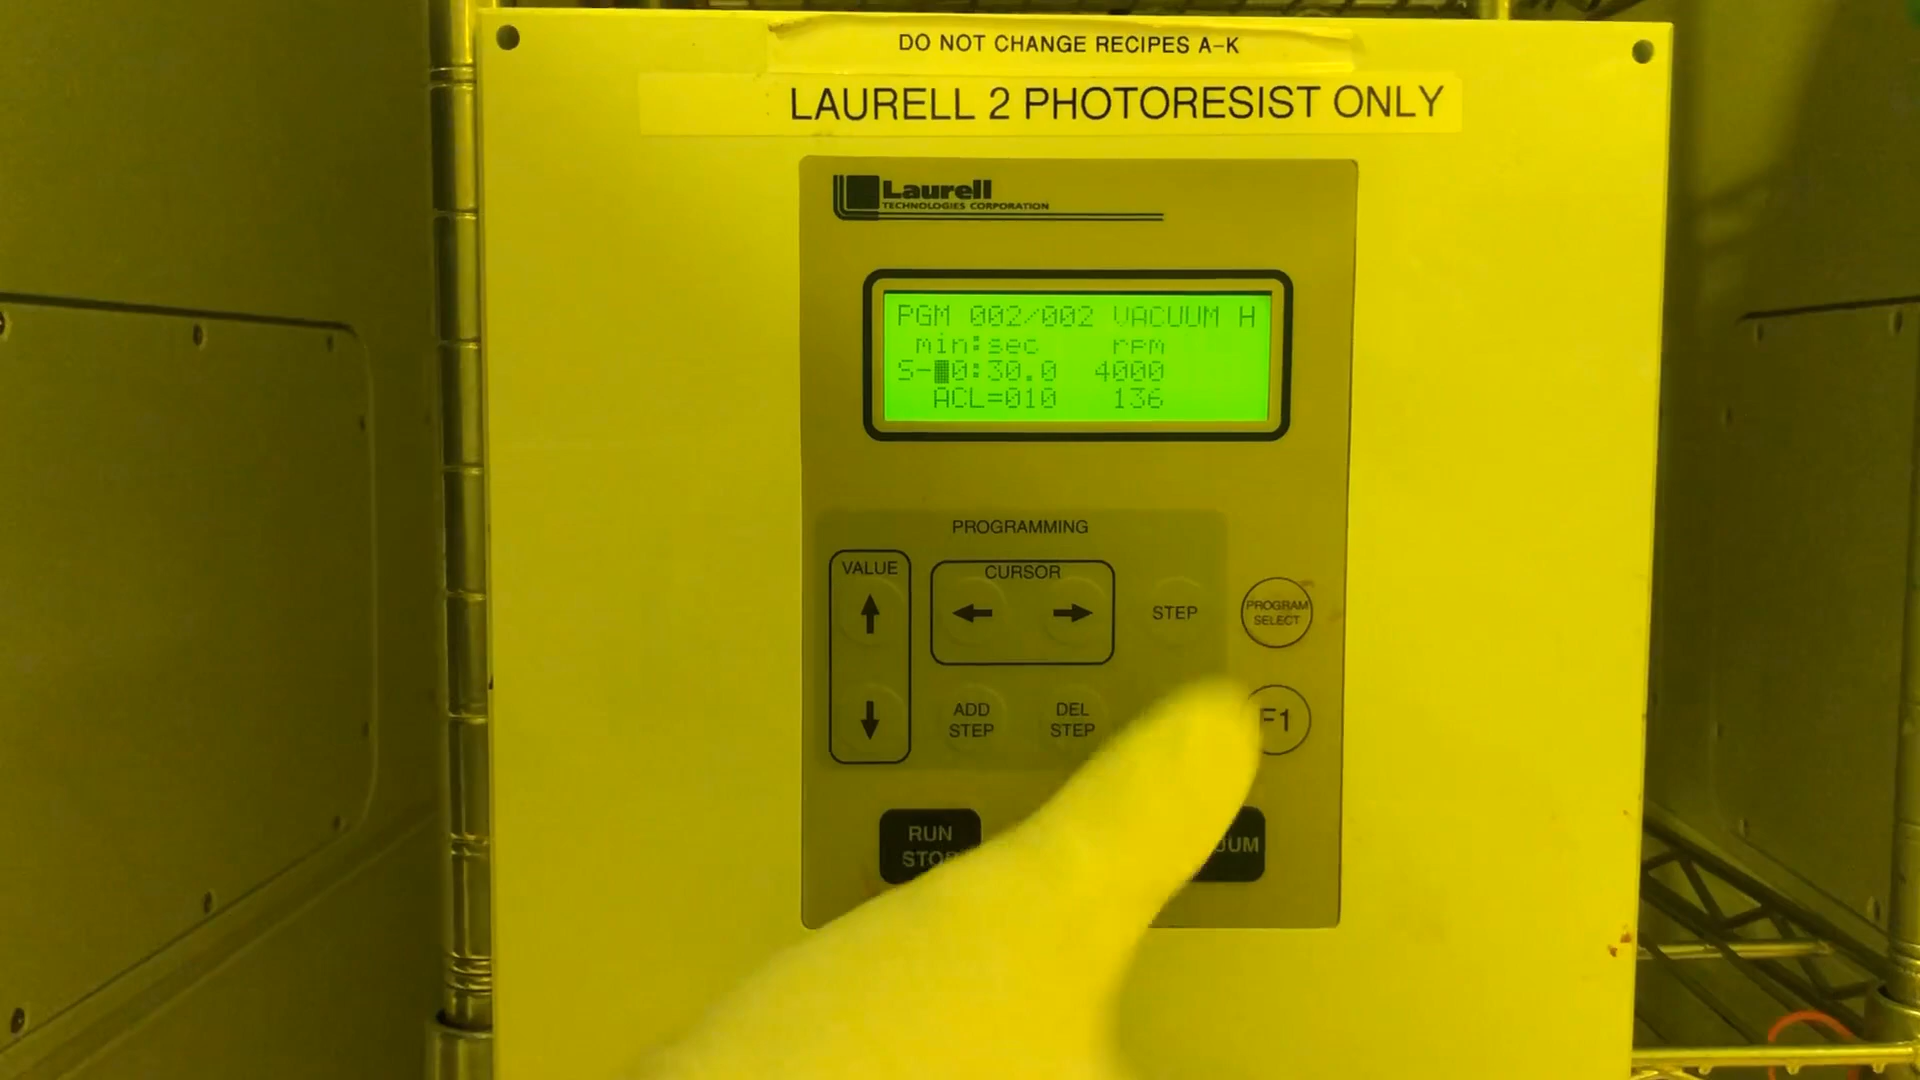 DO NOT CHANGE RECIPES A-K
LAURELL 2 PHOTORESIST ONLY
Laurell
TECHNOLOGIES CORPORATION
PGM 002/002 VACUUM H
min:sec rpm
S- 0:30.0 4000
ACL=010 136
PROGRAMMING
VALUE
CURSOR
STEP
PROGRAM
SELECT
ADD
STEP
DEL
STEP
F1
RUN
STOP